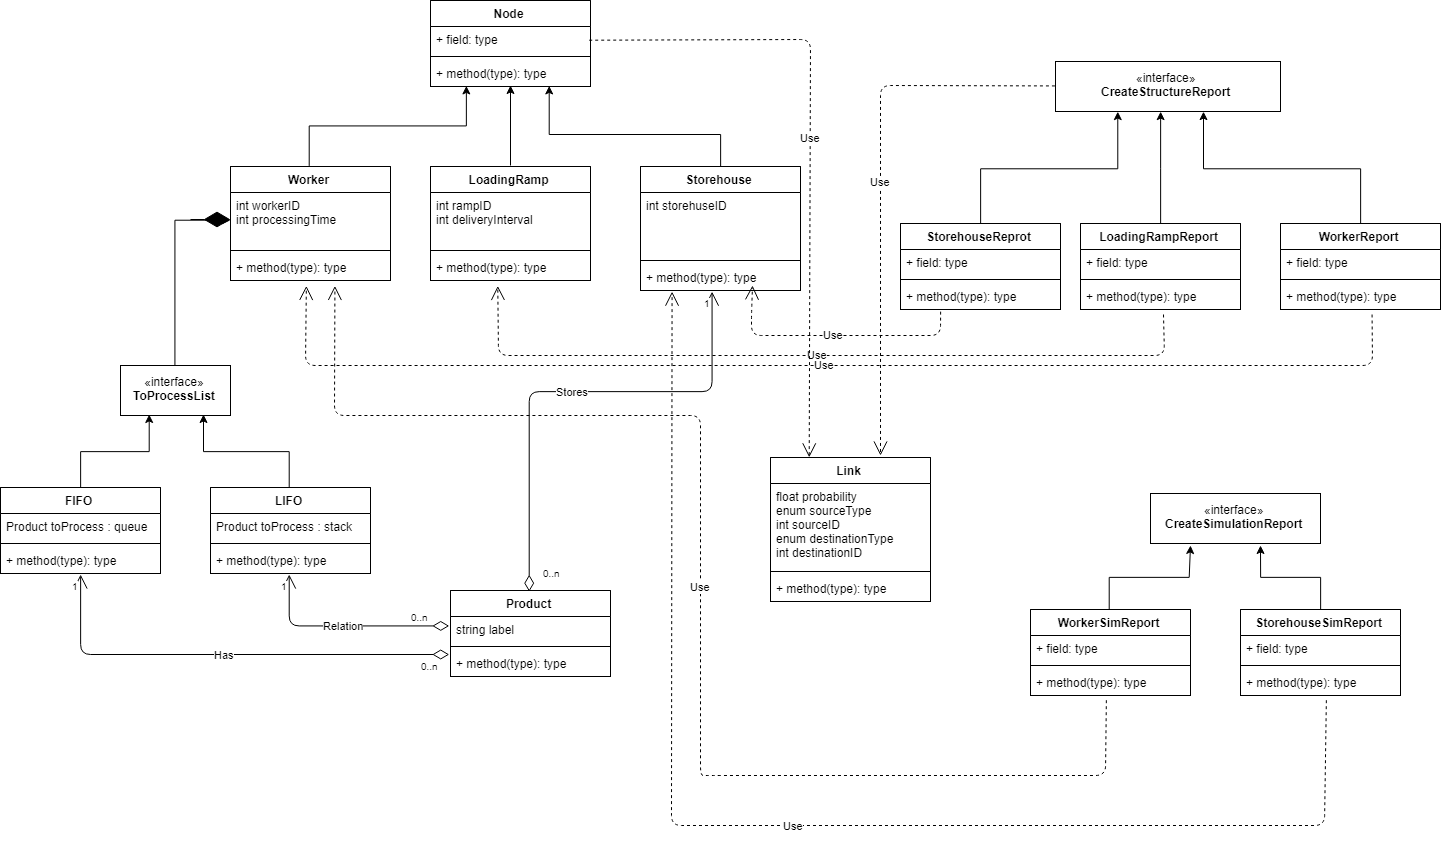 Node
+ field: type
+ method(type): type
«interface»
CreateStructureReport
Use
Use
Worker
int workerID
int processingTime
+ method(type): type
LoadingRamp
int rampID
int deliveryInterval
+ method(type): type
Storehouse
int storehuseID
+ method(type): type
StorehouseReprot
+ field: type
+ method(type): type
LoadingRampReport
+ field: type
+ method(type): type
WorkerReport
+ field: type
+ method(type): type
1
Use
Use
Use
«interface»
ToProcessList
Stores
FIFO
Product toProcess : queue
+ method(type): type
LIFO
Product toProcess : stack
+ method(type): type
Link
float probability
enum sourceType
int sourceID
enum destinationType
int destinationID
+ method(type): type
«interface»
CreateSimulationReport
1
1
0..n
Use
Product
string label
+ method(type): type
0..n
Relation
Has
0..n
WorkerSimReport
+ field: type
+ method(type): type
StorehouseSimReport
+ field: type
+ method(type): type
Use